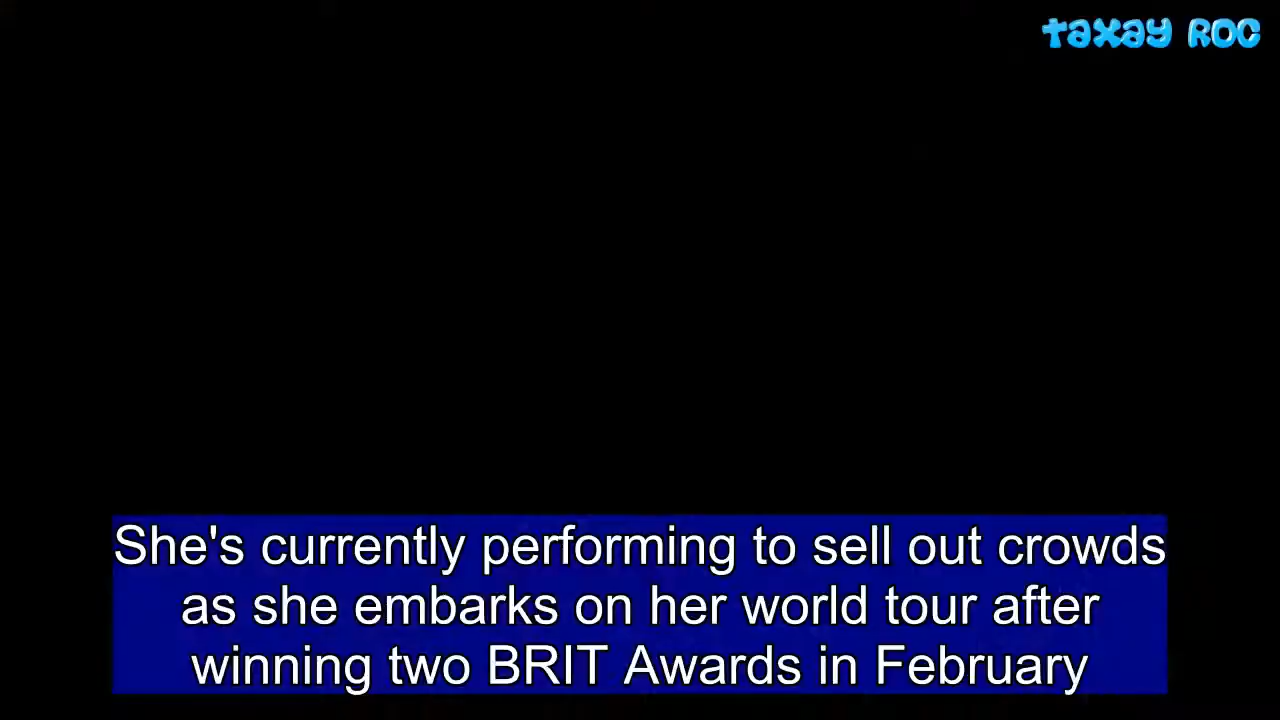 TaXaY ROC
She's currently performing to sell out crowds
as she embarks on her world tour after
winning two BRIT Awards in February